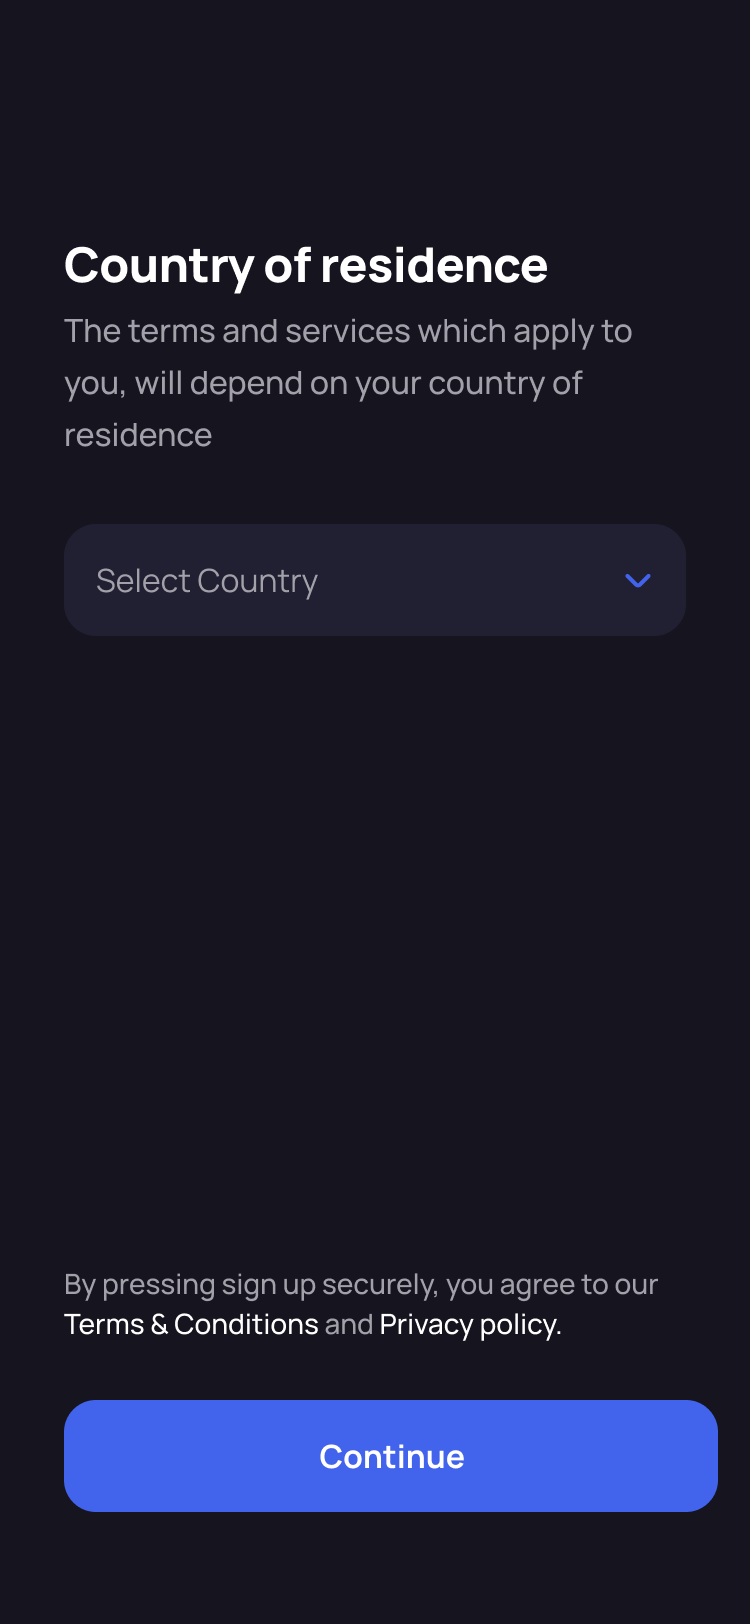 Country of residence
The terms and services which apply to
you, will depend on your country of
residence
Select Country
By pressing sign up securely, you agree to our
Terms & Conditions and Privacy policy.
Continue